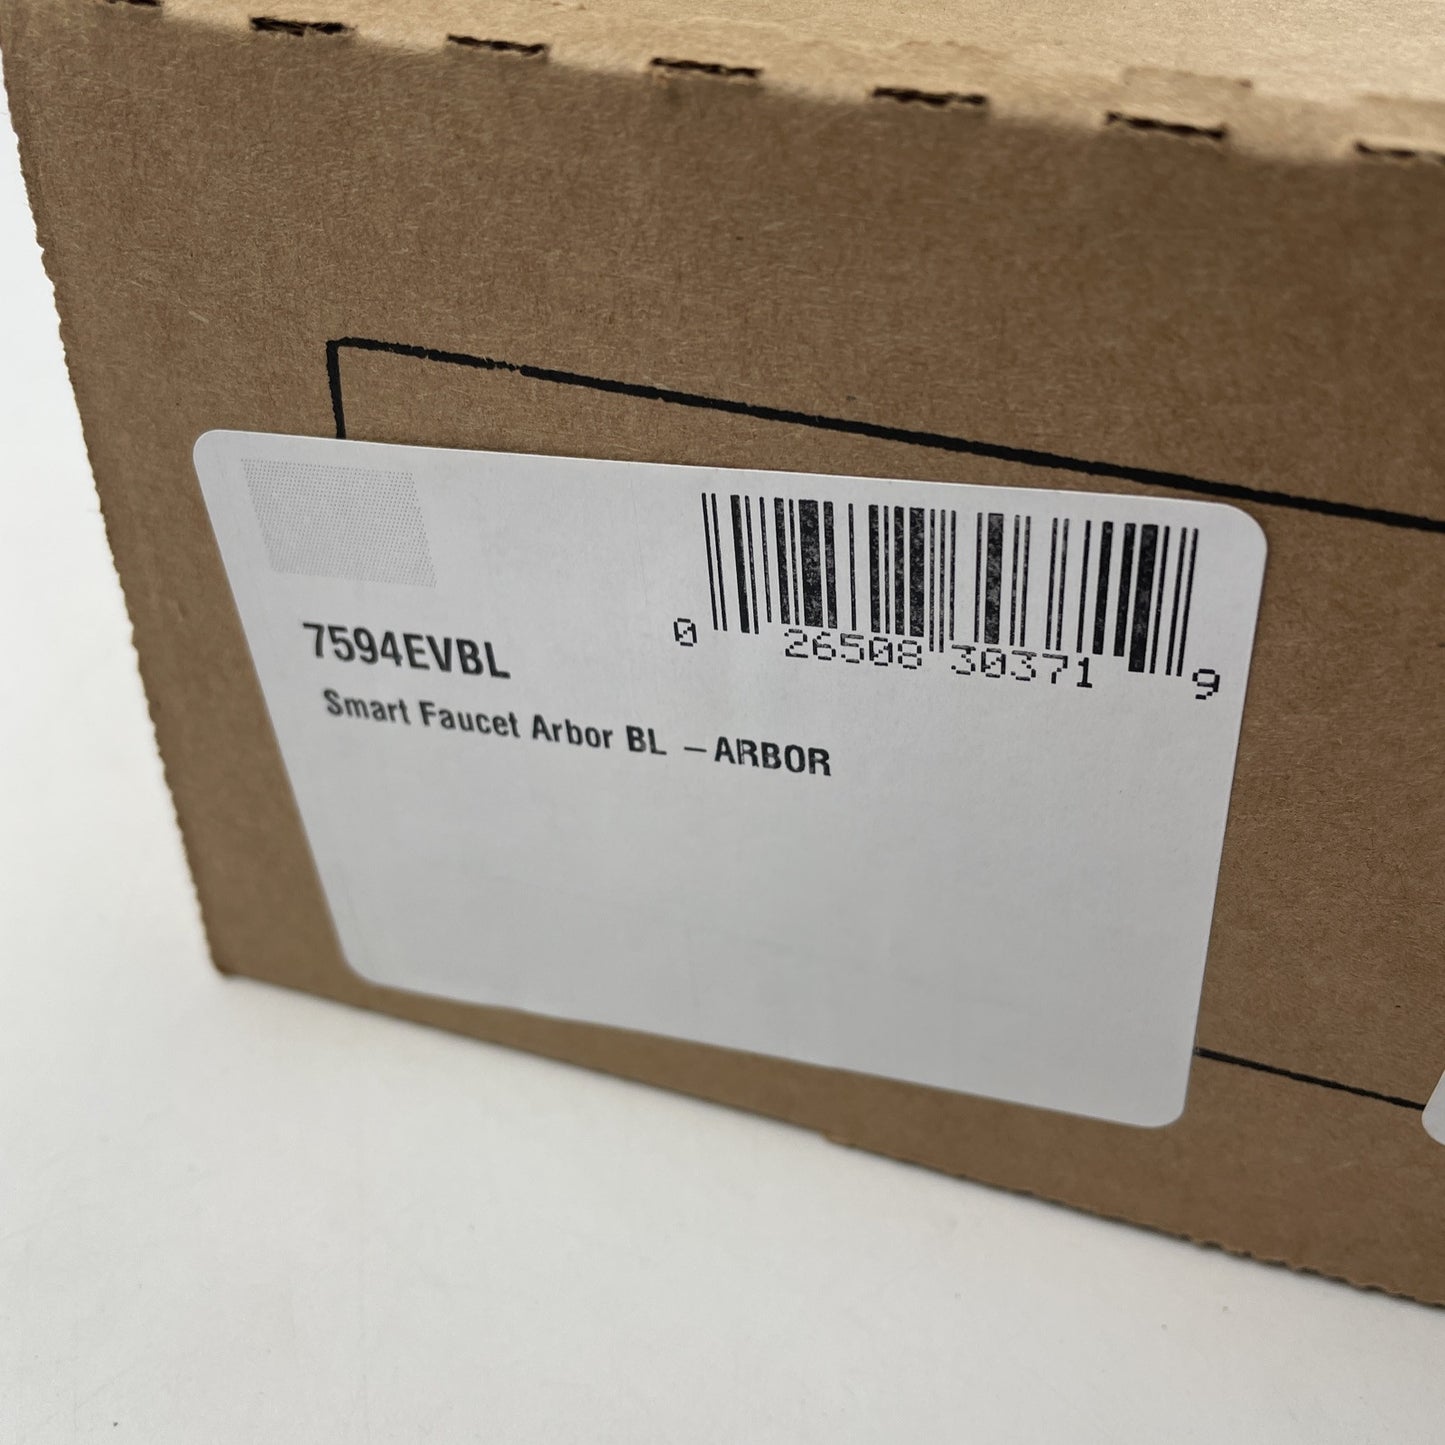 7594EVBL
Smart Faucet Arbor BL – ARBOR
0 26508 30371 9